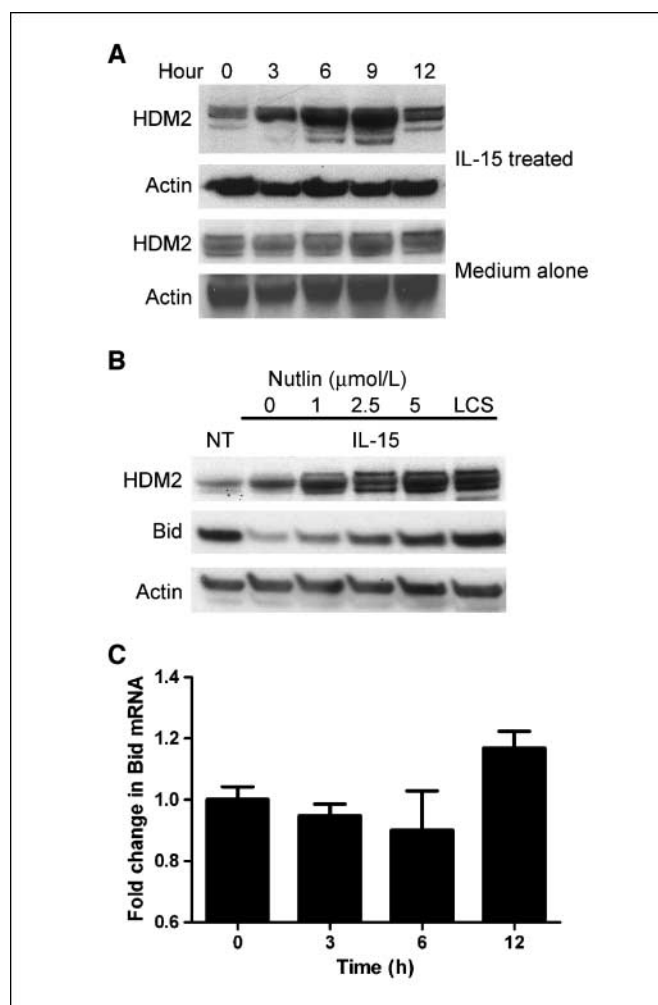 A
Hour 0 3 6 9 12
HDM2
IL-15 treated
Actin
HDM2
Medium alone
Actin
B
Nutlin (μmol/L)
0 1 2.5 5 LCS
NT IL-15
HDM2
Bid
Actin
C
Fold change in Bid mRNA
1.4
1.2
1.0
0.8
0.6
0 3 6 12
Time (h)